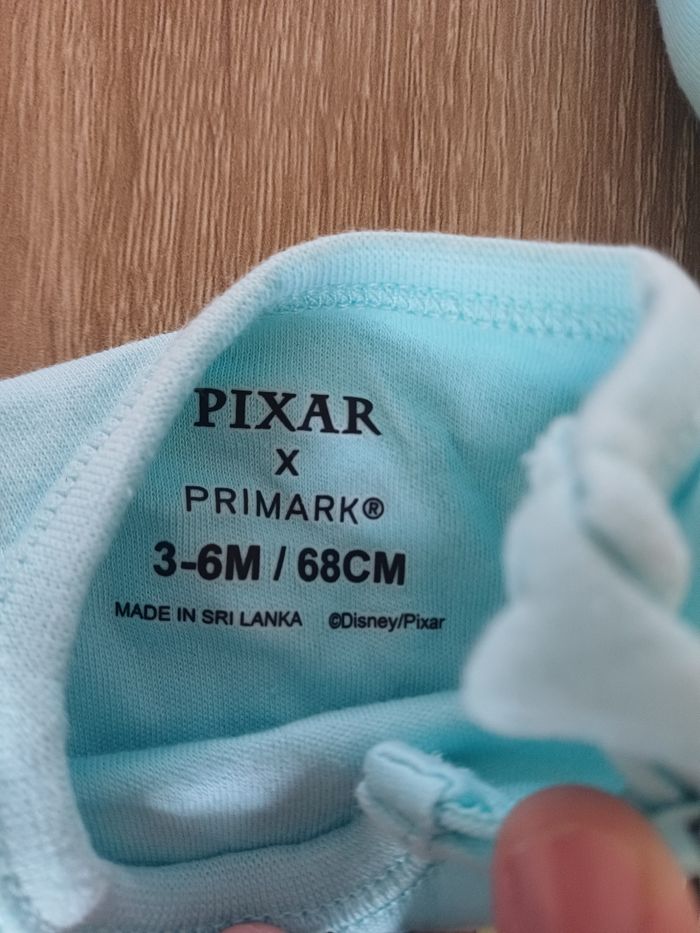 PIXAR
X
PRIMARK®
3-6M / 68CM
MADE IN SRI LANKA ©Disney/Pixar